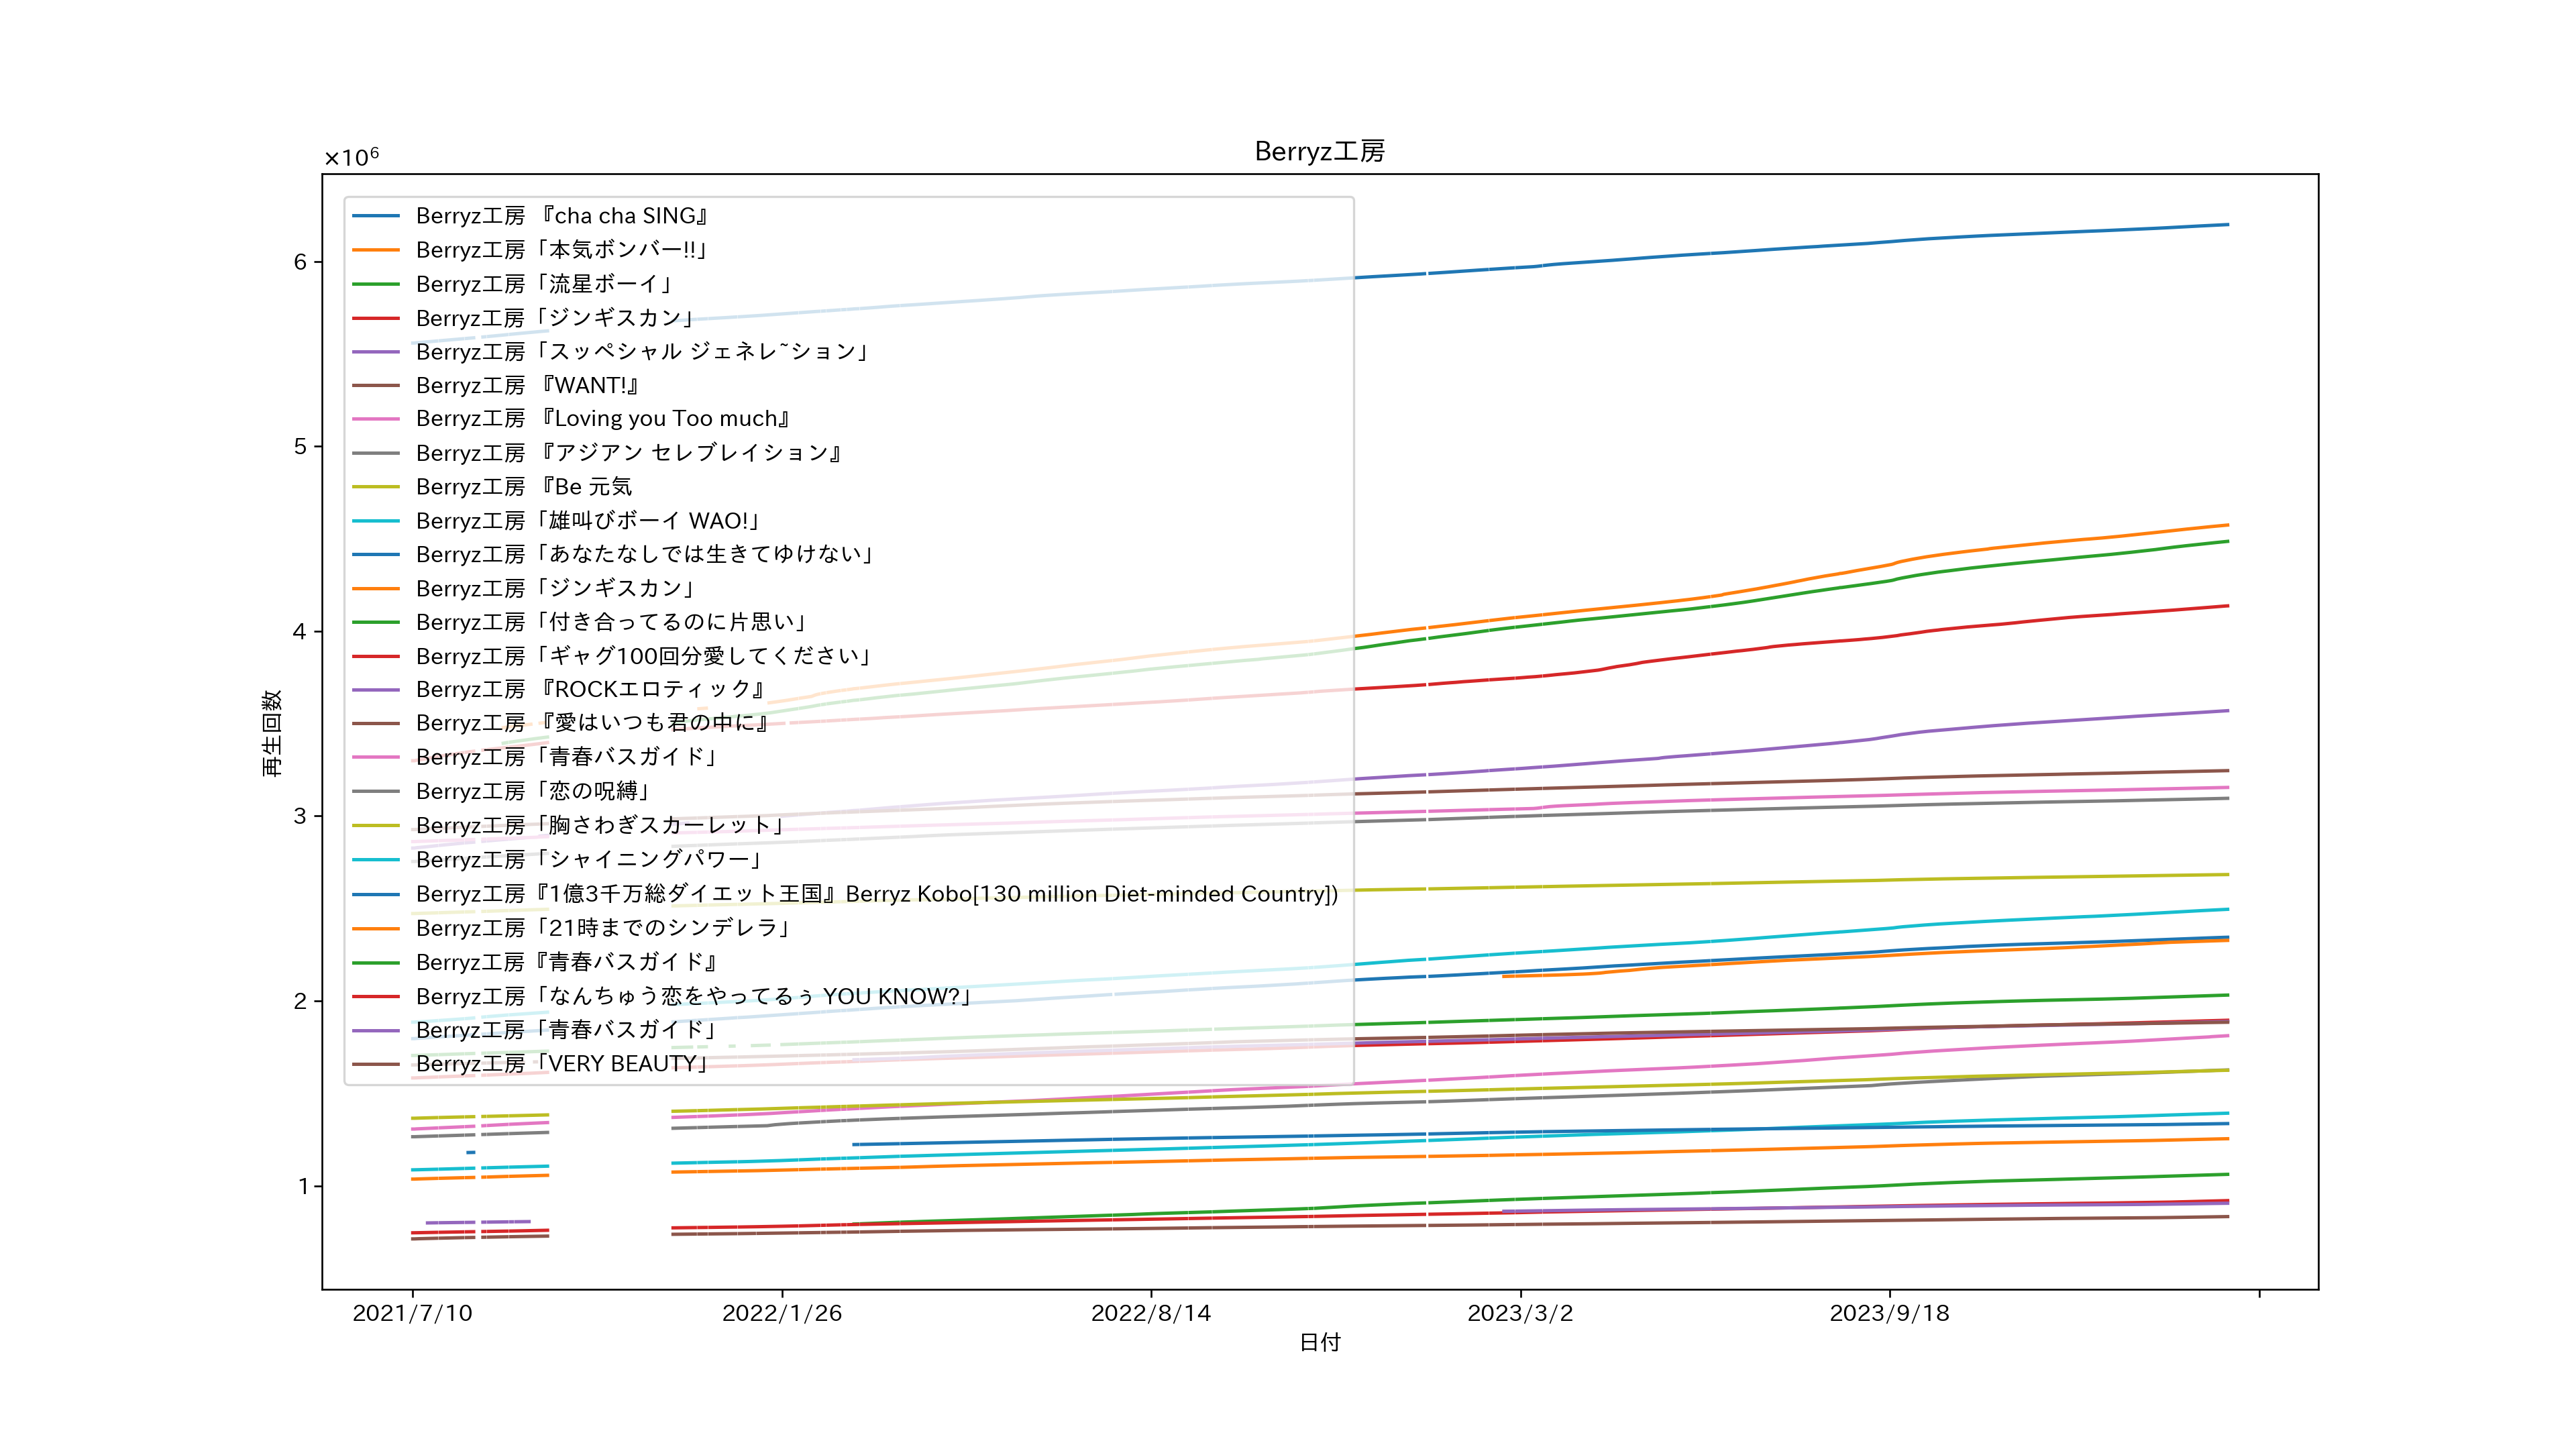 Berryz工房
×10⁶
Berryz工房 『cha cha SING』
Berryz工房「本気ボンバー!!」
Berryz工房「流星ボーイ」
Berryz工房「ジンギスカン」
Berryz工房「スッペシャル ジェネレ~ション」
Berryz工房 『WANT!』
Berryz工房 『Loving you Too much』
Berryz工房 『アジアン セレブレイション』
Berryz工房 『Be 元気
Berryz工房「雄叫びボーイ WAO!」
Berryz工房「あなたなしでは生きてゆけない」
Berryz工房「ジンギスカン」
Berryz工房「付き合ってるのに片思い」
Berryz工房「ギャグ100回分愛してください」
Berryz工房 『ROCKエロティック』
Berryz工房 『愛はいつも君の中に』
Berryz工房「青春バスガイド」
Berryz工房「恋の呪縛」
Berryz工房「胸さわぎスカーレット」
Berryz工房「シャイニングパワー」
Berryz工房『1億3千万総ダイエット王国』Berryz Kobo[130 million Diet-minded Country])
Berryz工房「21時までのシンデレラ」
Berryz工房『青春バスガイド』
Berryz工房「なんちゅう恋をやってるぅ YOU KNOW?」
Berryz工房「青春バスガイド」
Berryz工房「VERY BEAUTY」
6
5
4
3
2
1
再生回数
2021/7/10 2022/1/26 2022/8/14 2023/3/2 2023/9/18
日付